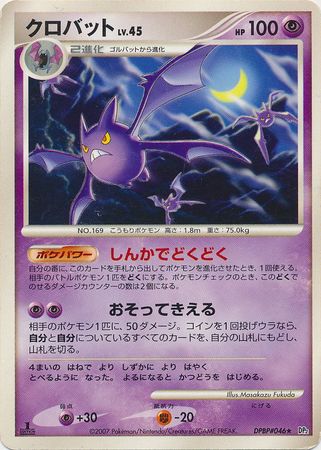 クロバット LV.45 HP 100
2進化 ゴルバットから進化
NO.169 こうもりポケモン 高さ：1.8m 重さ：75.0kg
ポケパワー しんかでどくどく
自分の番に、このカードを手札から出してポケモンを進化させたとき、1回使える。
相手のバトルポケモン1匹をどくにする。ポケモンチェックのとき、このどくで
のせるダメージカウンターの数は2個になる。
おそってきえる
相手のポケモン1匹に、50ダメージ。コインを1回投げウラなら、
自分と自分についているすべてのカードを、自分の山札にもどし、
山札を切る。
4まいの はねで より しずかに より はやく
とべるように なった。よるになると かつどうを はじめる。
Illus.Masakazu Fukuda
弱点 抵抗力 にげる
+30 -20
©2007 Pokémon/Nintendo/Creatures/GAME FREAK. DPBP#046★